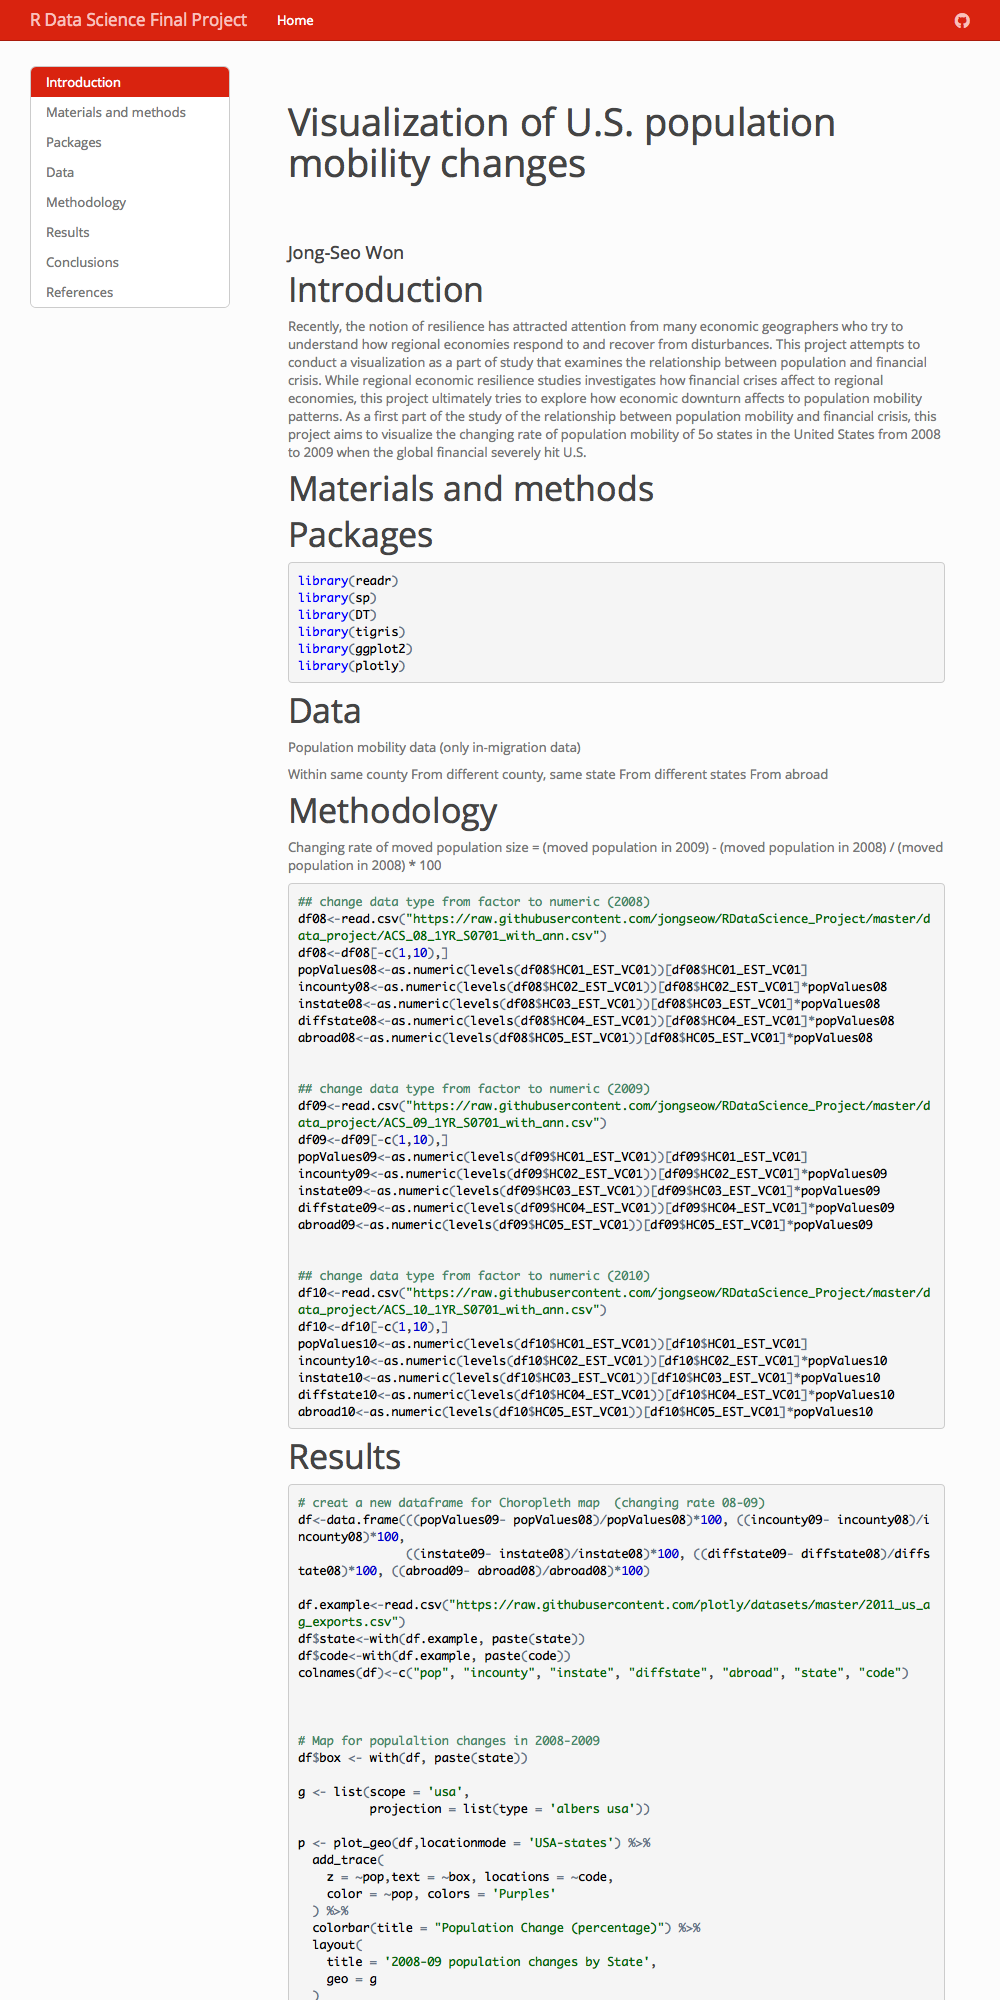 R Data Science Final Project
Home
Introduction
Materials and methods
Packages
Data
Methodology
Results
Conclusions
References
Visualization of U.S. population
mobility changes
Jong-Seo Won
Introduction
Recently, the notion of resilience has attracted attention from many economic geographers who try to
understand how regional economies respond to and recover from disturbances. This project attempts to
conduct a visualization as a part of study that examines the relationship between population and financial
crisis. While regional economic resilience studies investigates how financial crises affect to regional
economies, this project ultimately tries to explore how economic downturn affects to population mobility
patterns. As a first part of the study of the relationship between population mobility and financial crisis, this
project aims to visualize the changing rate of population mobility of 5o states in the United States from 2008
to 2009 when the global financial severely hit U.S.
Materials and methods
Packages
library(readr)
library(sp)
library(DT)
library(tigris)
library(ggplot2)
library(plotly)
Data
Population mobility data (only in-migration data)
Within same county From different county, same state From different states From abroad
Methodology
Changing rate of moved population size = (moved population in 2009) - (moved population in 2008) / (moved
population in 2008) * 100
## change data type from factor to numeric (2008)
df08<-read.csv("https://raw.githubusercontent.com/jongseow/RDataScience_Project/master/d
ata_project/ACS_08_1YR_S0701_with_ann.csv")
df08<-df08[-c(1,10),]
popValues08<-as.numeric(levels(df08$HC01_EST_VC01))[df08$HC01_EST_VC01]
incounty08<-as.numeric(levels(df08$HC02_EST_VC01))[df08$HC02_EST_VC01]*popValues08
instate08<-as.numeric(levels(df08$HC03_EST_VC01))[df08$HC03_EST_VC01]*popValues08
diffstate08<-as.numeric(levels(df08$HC04_EST_VC01))[df08$HC04_EST_VC01]*popValues08
abroad08<-as.numeric(levels(df08$HC05_EST_VC01))[df08$HC05_EST_VC01]*popValues08
## change data type from factor to numeric (2009)
df09<-read.csv("https://raw.githubusercontent.com/jongseow/RDataScience_Project/master/d
ata_project/ACS_09_1YR_S0701_with_ann.csv")
df09<-df09[-c(1,10),]
popValues09<-as.numeric(levels(df09$HC01_EST_VC01))[df09$HC01_EST_VC01]
incounty09<-as.numeric(levels(df09$HC02_EST_VC01))[df09$HC02_EST_VC01]*popValues09
instate09<-as.numeric(levels(df09$HC03_EST_VC01))[df09$HC03_EST_VC01]*popValues09
diffstate09<-as.numeric(levels(df09$HC04_EST_VC01))[df09$HC04_EST_VC01]*popValues09
abroad09<-as.numeric(levels(df09$HC05_EST_VC01))[df09$HC05_EST_VC01]*popValues09
## change data type from factor to numeric (2010)
df10<-read.csv("https://raw.githubusercontent.com/jongseow/RDataScience_Project/master/d
ata_project/ACS_10_1YR_S0701_with_ann.csv")
df10<-df10[-c(1,10),]
popValues10<-as.numeric(levels(df10$HC01_EST_VC01))[df10$HC01_EST_VC01]
incounty10<-as.numeric(levels(df10$HC02_EST_VC01))[df10$HC02_EST_VC01]*popValues10
instate10<-as.numeric(levels(df10$HC03_EST_VC01))[df10$HC03_EST_VC01]*popValues10
diffstate10<-as.numeric(levels(df10$HC04_EST_VC01))[df10$HC04_EST_VC01]*popValues10
abroad10<-as.numeric(levels(df10$HC05_EST_VC01))[df10$HC05_EST_VC01]*popValues10
Results
# creat a new dataframe for Choropleth map  (changing rate 08-09)
df<-data.frame(((popValues09- popValues08)/popValues08)*100, ((incounty09- incounty08)/i
ncounty08)*100,
((instate09- instate08)/instate08)*100, ((diffstate09- diffstate08)/diffs
tate08)*100, ((abroad09- abroad08)/abroad08)*100)
df.example<-read.csv("https://raw.githubusercontent.com/plotly/datasets/master/2011_us_a
g_exports.csv")
df$state<-with(df.example, paste(state))
df$code<-with(df.example, paste(code))
colnames(df)<-c("pop", "incounty", "instate", "diffstate", "abroad", "state", "code")
# Map for populaltion changes in 2008-2009
df$box <- with(df, paste(state))
g <- list(scope = 'usa',
projection = list(type = 'albers usa'))
p <- plot_geo(df,locationmode = 'USA-states') %>%
add_trace(
z = ~pop,text = ~box, locations = ~code,
color = ~pop, colors = 'Purples'
) %>%
colorbar(title = "Population Change (percentage)") %>%
layout(
title = '2008-09 population changes by State',
geo = g
)